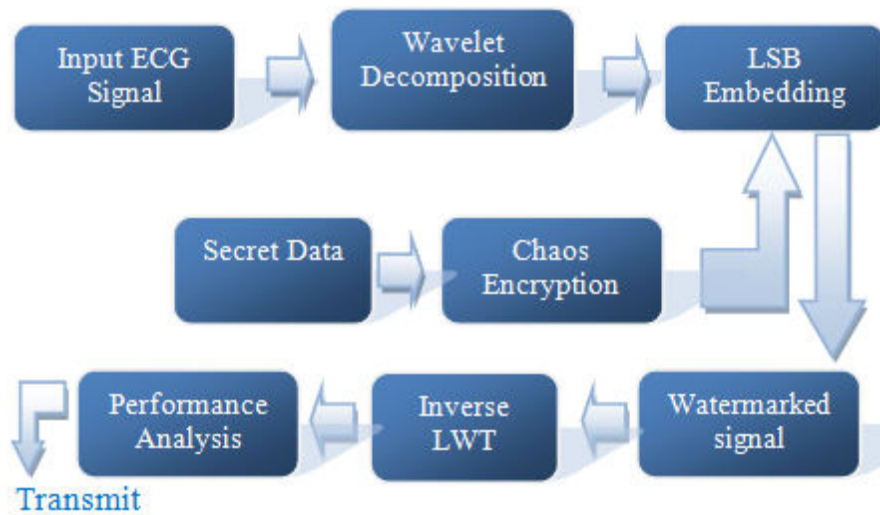 Input ECG
Signal
Wavelet
Decomposition
LSB
Embedding
Secret Data
Chaos
Encryption
Performance
Analysis
Inverse
LWT
Watermarked
signal
Transmit